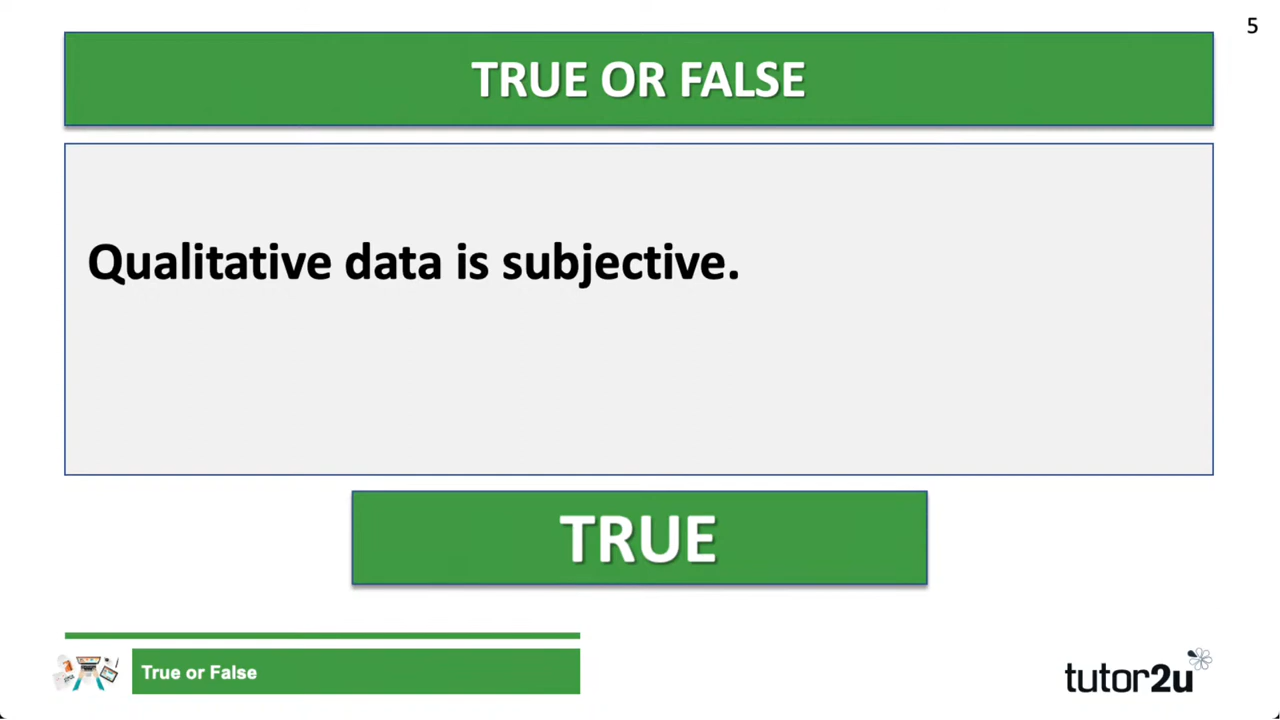 5
TRUE OR FALSE
Qualitative data is subjective.
TRUE
True or False
tutor2u